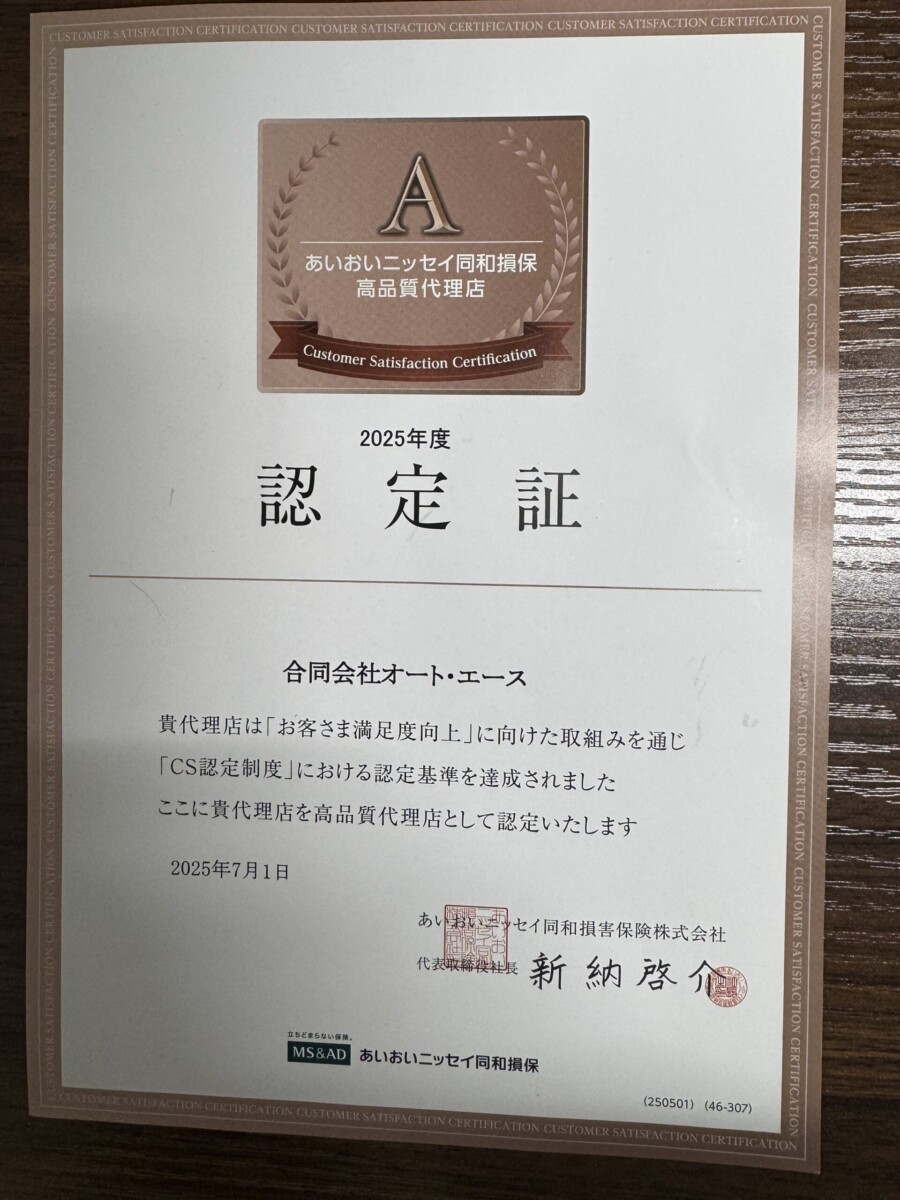 CUSTOMER SATISFACTION CERTIFICATION CUSTOMER SATISFACTION CERTIFICATION CUSTOMER SATISFACTION CERTIFICATION
A
あいおいニッセイ同和損保
高品質代理店
Customer Satisfaction Certification
2025年度
認定証
合同会社オート・エース
貴代理店は「お客さま満足度向上」に向けた取組みを通じ
「CS認定制度」における認定基準を達成されました
ここに貴代理店を高品質代理店として認定いたします
2025年7月1日
あいおいニッセイ同和損害保険株式会社
代表取締役社長 新納啓介
立ちどまらない保険。
MS&AD あいおいニッセイ同和損保
(250501) (46-307)
CUSTOMER SATISFACTION CERTIFICATION CUSTOMER SATISFACTION CERTIFICATION CUSTOMER SATISFACTION CERTIFICATION